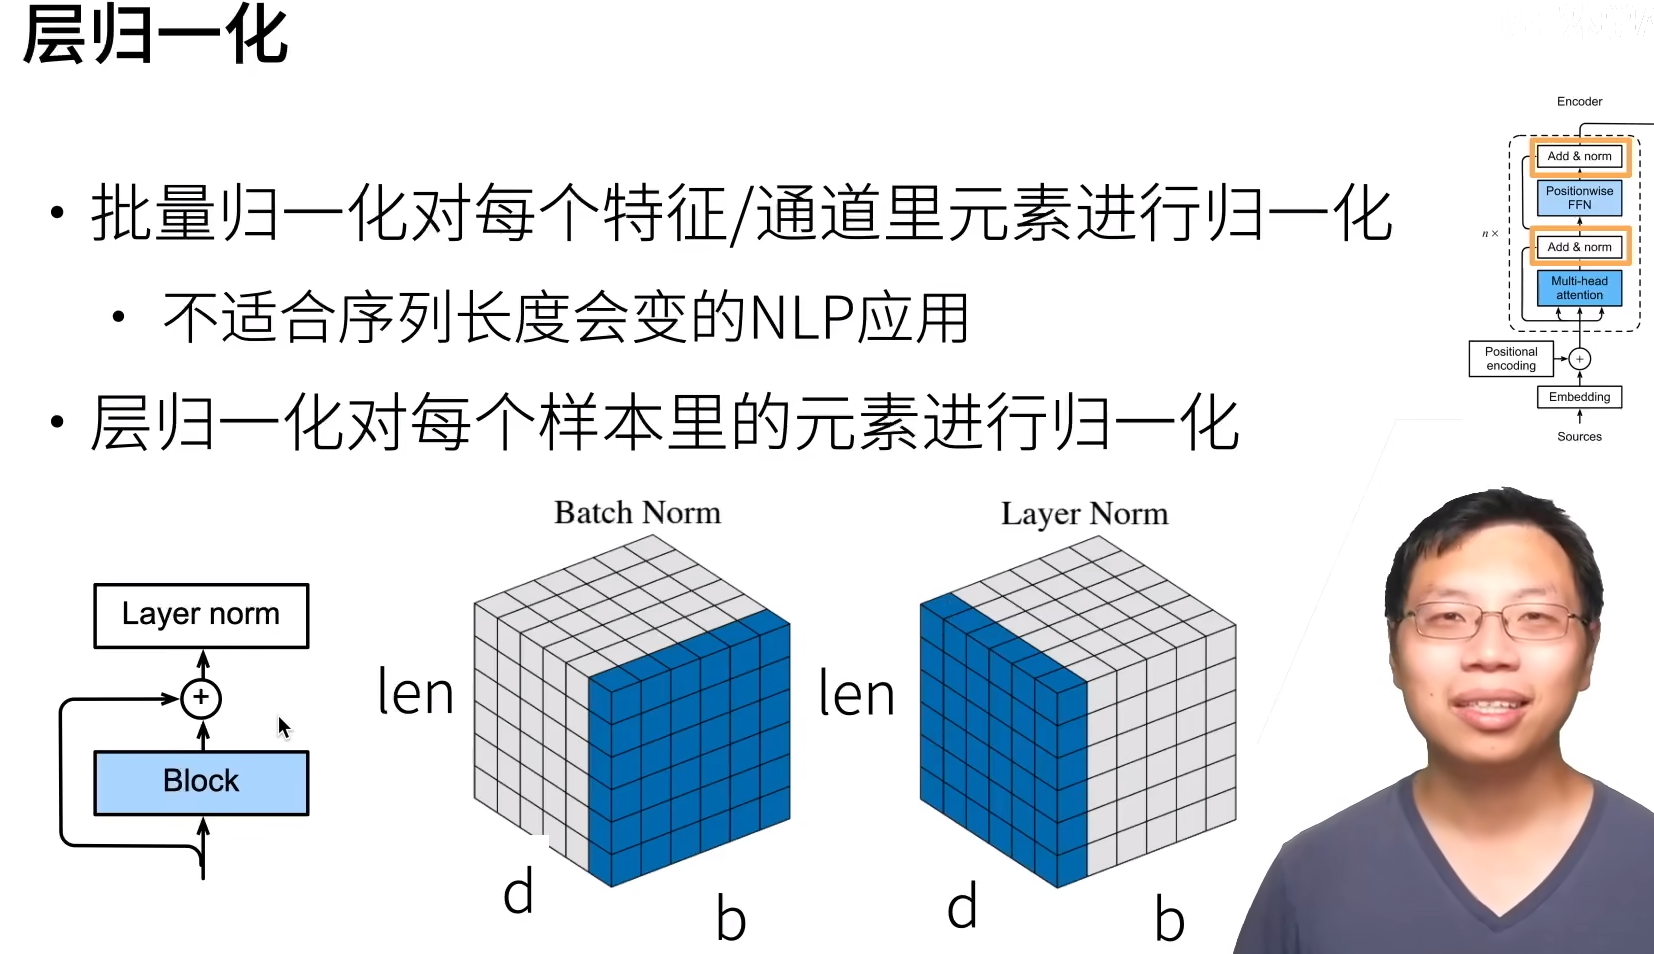 层归一化
• 批量归一化对每个特征/通道里元素进行归一化
• 不适合序列长度会变的NLP应用
• 层归一化对每个样本里的元素进行归一化
Encoder
Add & norm
Positionwise
FFN
n ×
Add & norm
Multi-head
attention
Positional
encoding
+
Embedding
Sources
Layer norm
+
Block
Batch Norm
len
d
b
Layer Norm
len
d
b